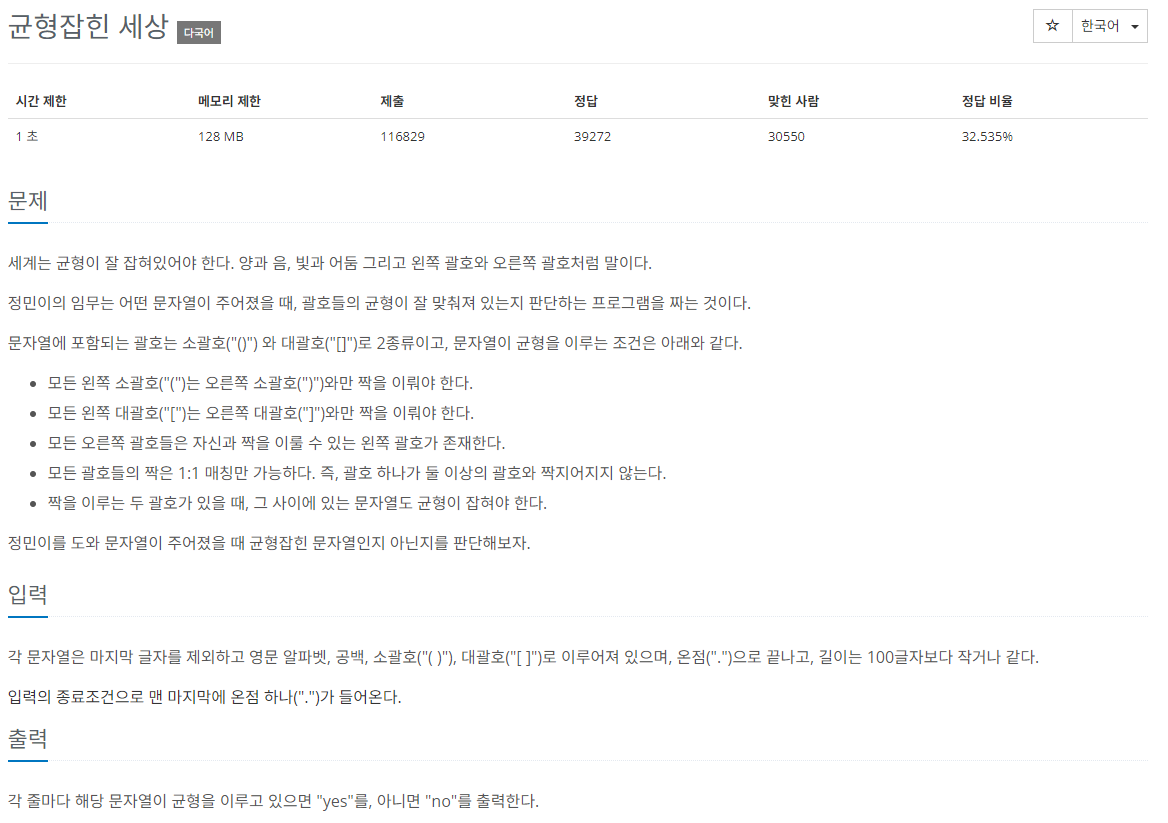 균형잡힌 세상 다국어
☆ 한국어
시간 제한 메모리 제한 제출 정답 맞힌 사람 정답 비율
1 초 128 MB 116829 39272 30550 32.535%
문제
세계는 균형이 잘 잡혀있어야 한다. 양과 음, 빛과 어둠 그리고 왼쪽 괄호와 오른쪽 괄호처럼 말이다.
정민이의 임무는 어떤 문자열이 주어졌을 때, 괄호들의 균형이 잘 맞춰져 있는지 판단하는 프로그램을 짜는 것이다.
문자열에 포함되는 괄호는 소괄호("()") 와 대괄호("[]")로 2종류이고, 문자열이 균형을 이루는 조건은 아래와 같다.
• 모든 왼쪽 소괄호("(")는 오른쪽 소괄호(")")와만 짝을 이뤄야 한다.
• 모든 왼쪽 대괄호("[")는 오른쪽 대괄호("]")와만 짝을 이뤄야 한다.
• 모든 오른쪽 괄호들은 자신과 짝을 이룰 수 있는 왼쪽 괄호가 존재한다.
• 모든 괄호들의 짝은 1:1 매칭만 가능하다. 즉, 괄호 하나가 둘 이상의 괄호와 짝지어지지 않는다.
• 짝을 이루는 두 괄호가 있을 때, 그 사이에 있는 문자열도 균형이 잡혀야 한다.
정민이를 도와 문자열이 주어졌을 때 균형잡힌 문자열인지 아닌지를 판단해보자.
입력
각 문자열은 마지막 글자를 제외하고 영문 알파벳, 공백, 소괄호("( )"), 대괄호("[ ]")로 이루어져 있으며, 온점(".")으로 끝나고, 길이는 100글자보다 작거나 같다.
입력의 종료조건으로 맨 마지막에 온점 하나(".")가 들어온다.
출력
각 줄마다 해당 문자열이 균형을 이루고 있으면 "yes"를, 아니면 "no"를 출력한다.